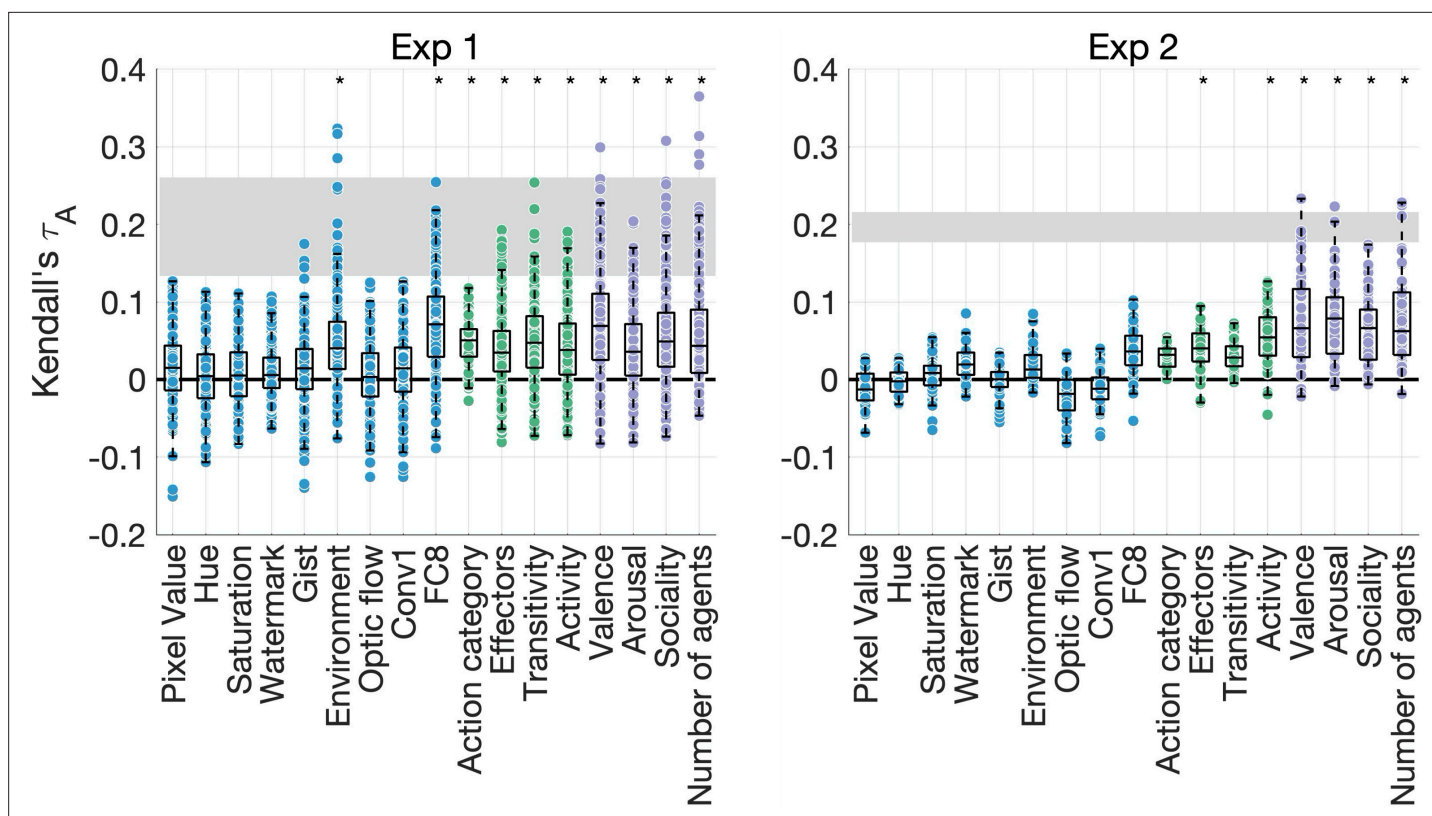 Exp 1
Kendall's τA
0.4
0.3
0.2
0.1
0
-0.1
-0.2
* * * * * * * * * *
Pixel Value
Hue
Saturation
Watermark
Gist
Environment
Optic flow
Conv1
FC8
Action category
Effectors
Transitivity
Activity
Valence
Arousal
Sociality
Number of agents
Exp 2
0.4
0.3
0.2
0.1
0
-0.1
-0.2
* * * * * *
Pixel Value
Hue
Saturation
Watermark
Gist
Environment
Optic flow
Conv1
FC8
Action category
Effectors
Transitivity
Activity
Valence
Arousal
Sociality
Number of agents